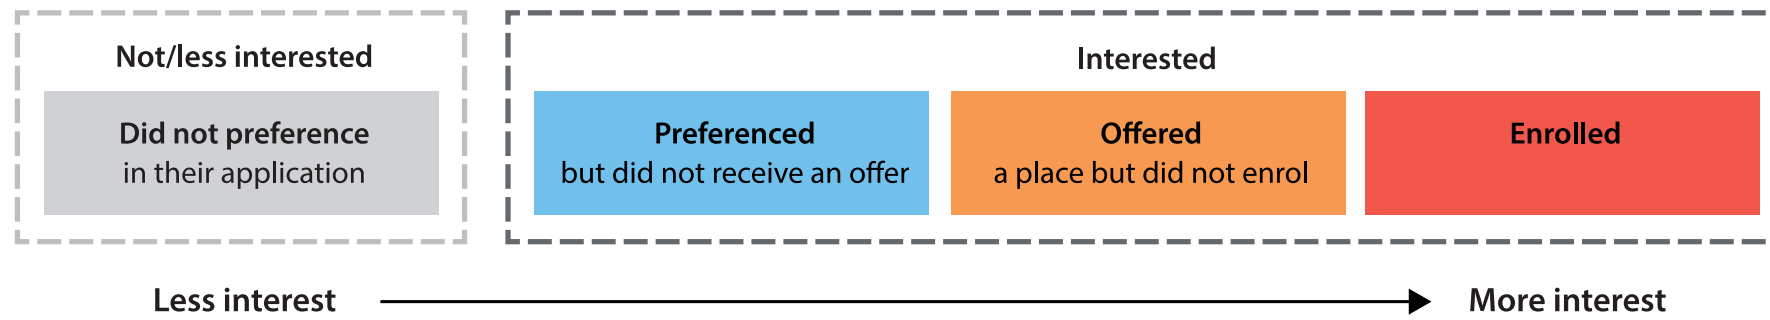 Not/less interested
Did not preference
in their application
Interested
Preferenced
but did not receive an offer
Offered
a place but did not enrol
Enrolled
Less interest
More interest